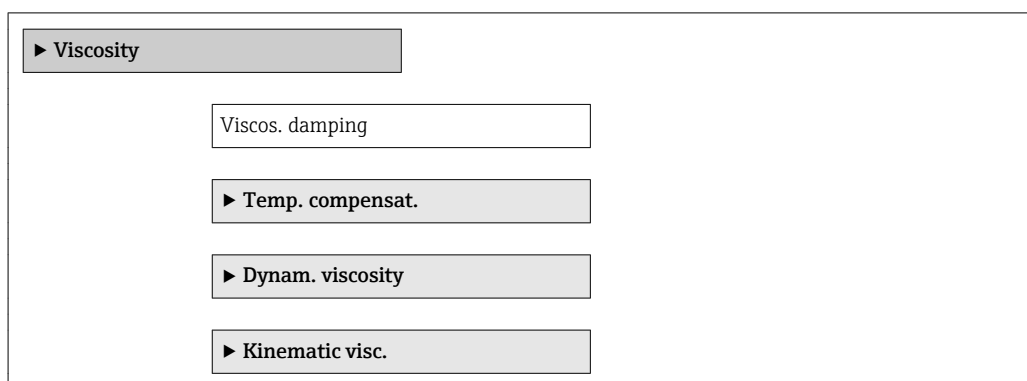 ▶ Viscosity
Viscos. damping
▶ Temp. compensat.
▶ Dynam. viscosity
▶ Kinematic visc.